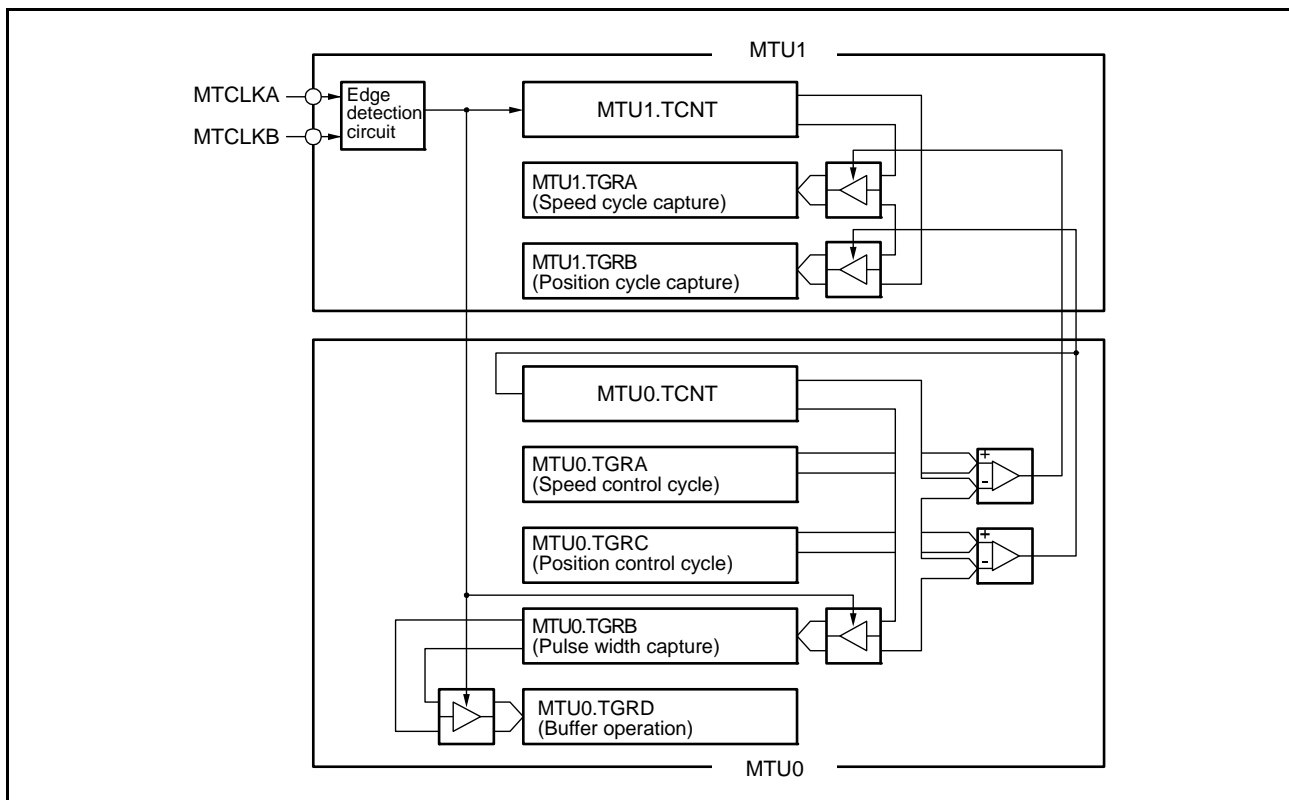 MTU1
MTCLKA
MTCLKB
Edge
detection
circuit
MTU1.TCNT
MTU1.TGRA
(Speed cycle capture)
MTU1.TGRB
(Position cycle capture)
MTU0.TCNT
MTU0.TGRA
(Speed control cycle)
+
-
MTU0.TGRC
(Position control cycle)
+
-
MTU0.TGRB
(Pulse width capture)
MTU0.TGRD
(Buffer operation)
MTU0